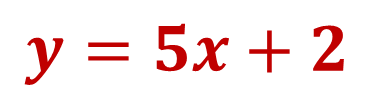 y = 5x + 2